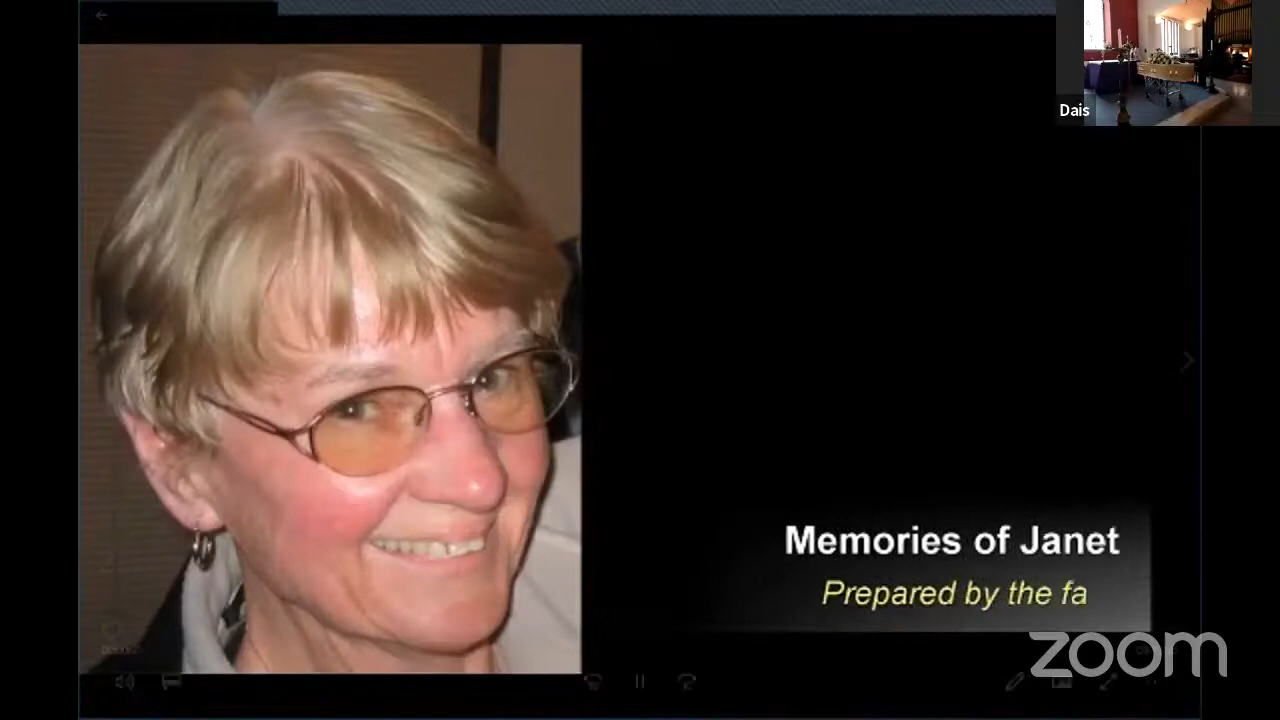 Dais
Memories of Janet
Prepared by the fa
zoom